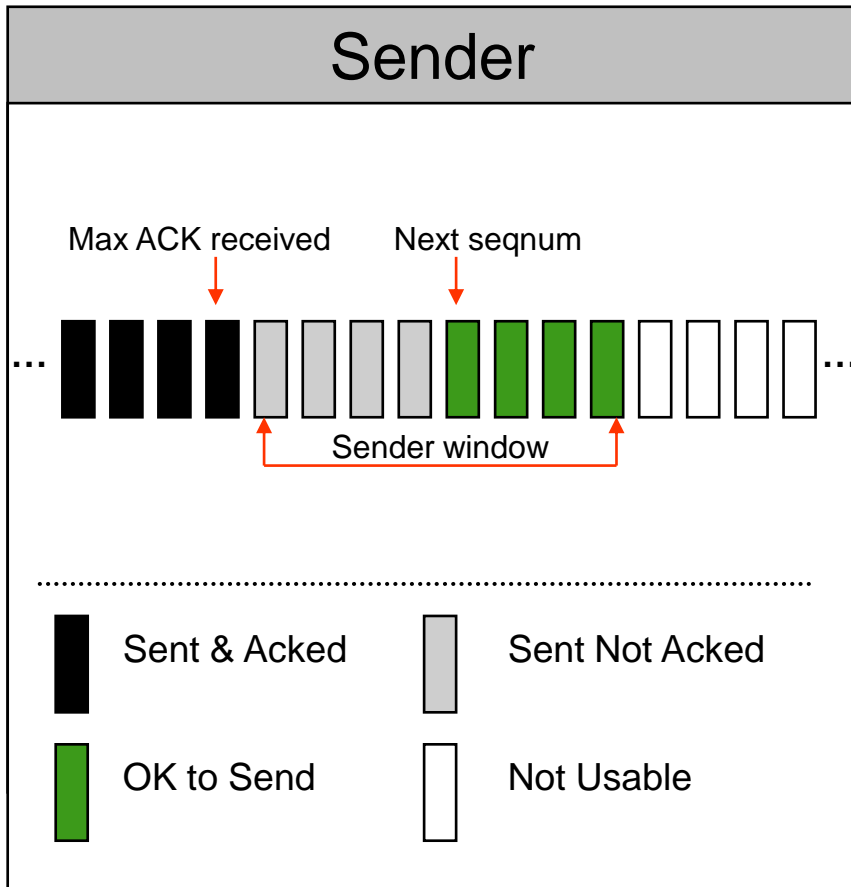 Sender
Max ACK received Next seqnum
... ...
Sender window
Sent & Acked Sent Not Acked
OK to Send Not Usable